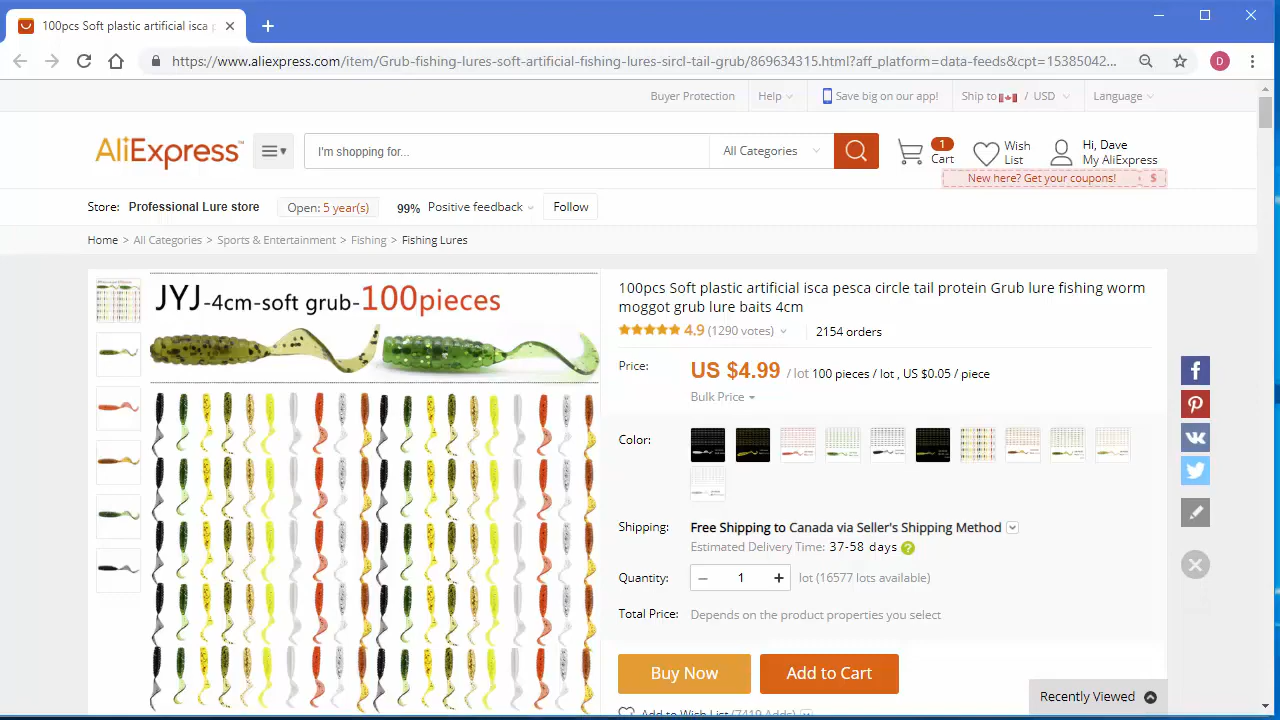 100pcs Soft plastic artificial isca p
https://www.aliexpress.com/item/Grub-fishing-lures-soft-artificial-fishing-lures-sircl-tail-grub/869634315.html?aff_platform=data-feeds&cpt=15385042...
D
Buyer Protection
Help
Save big on our app!
Ship to / USD
Language
AliExpress™
I'm shopping for...
All Categories
1
Cart
Wish
List
Hi, Dave
My AliExpress
New here? Get your coupons! $
Store: Professional Lure store
Open: 5 year(s)
99% Positive feedback
Follow
Home > All Categories > Sports & Entertainment > Fishing > Fishing Lures
JYJ-4cm-soft grub-100pieces
100pcs Soft plastic artificial isca pesca circle tail protein Grub lure fishing worm
moggot grub lure baits 4cm
4.9 (1290 votes) 2154 orders
Price: US $4.99 / lot 100 pieces / lot , US $0.05 / piece
Bulk Price
Color:
Shipping: Free Shipping to Canada via Seller's Shipping Method
Estimated Delivery Time: 37-58 days ?
Quantity: − 1 + lot (16577 lots available)
Total Price: Depends on the product properties you select
Buy Now
Add to Cart
Add to Wish List (7419 Adds)
Recently Viewed